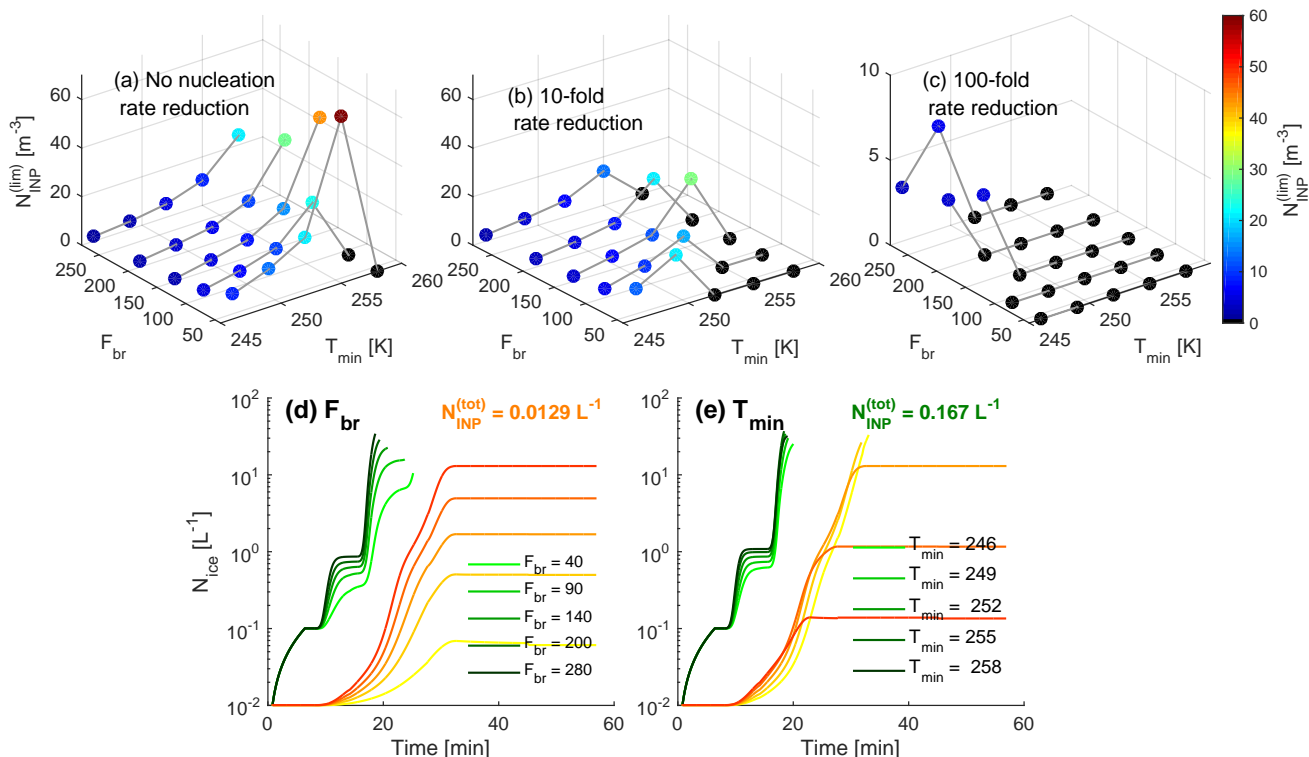 (a) No nucleation
rate reduction
60
40
20
0
N_INP^(lim) [m^-3]
250
200
150
100
50
F_br
245
250
255
260
T_min [K]
(b) 10-fold
rate reduction
60
40
20
0
250
200
150
100
50
F_br
245
250
255
260
T_min [K]
(c) 100-fold
rate reduction
10
5
0
250
200
150
100
50
F_br
245
250
255
T_min [K]
60
50
40
30
20
10
0
N_INP^(lim) [m^-3]
(d) F_br
N_INP^(tot) = 0.0129 L^-1
10^2
10^1
10^0
10^-1
10^-2
N_ice [L^-1]
F_br = 40
F_br = 90
F_br = 140
F_br = 200
F_br = 280
0
20
40
60
Time [min]
(e) T_min
N_INP^(tot) = 0.167 L^-1
10^2
10^1
10^0
10^-1
10^-2
T_min = 246
T_min = 249
T_min = 252
T_min = 255
T_min = 258
0
20
40
60
Time [min]